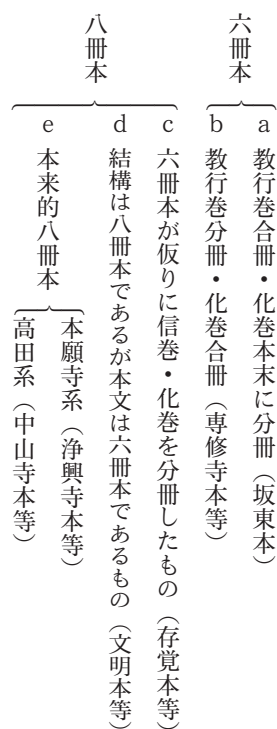 六冊本
a　教行巻合冊・化巻本末に分冊（坂東本）
b　教行巻分冊・化巻合冊（専修寺本等）
八冊本
c　六冊本が仮りに信巻・化巻を分冊したもの（存覚本等）
d　結構は八冊本であるが本文は六冊本であるもの（文明本等）
e　本来的八冊本
本願寺系（浄興寺本等）
高田系（中山寺本等）